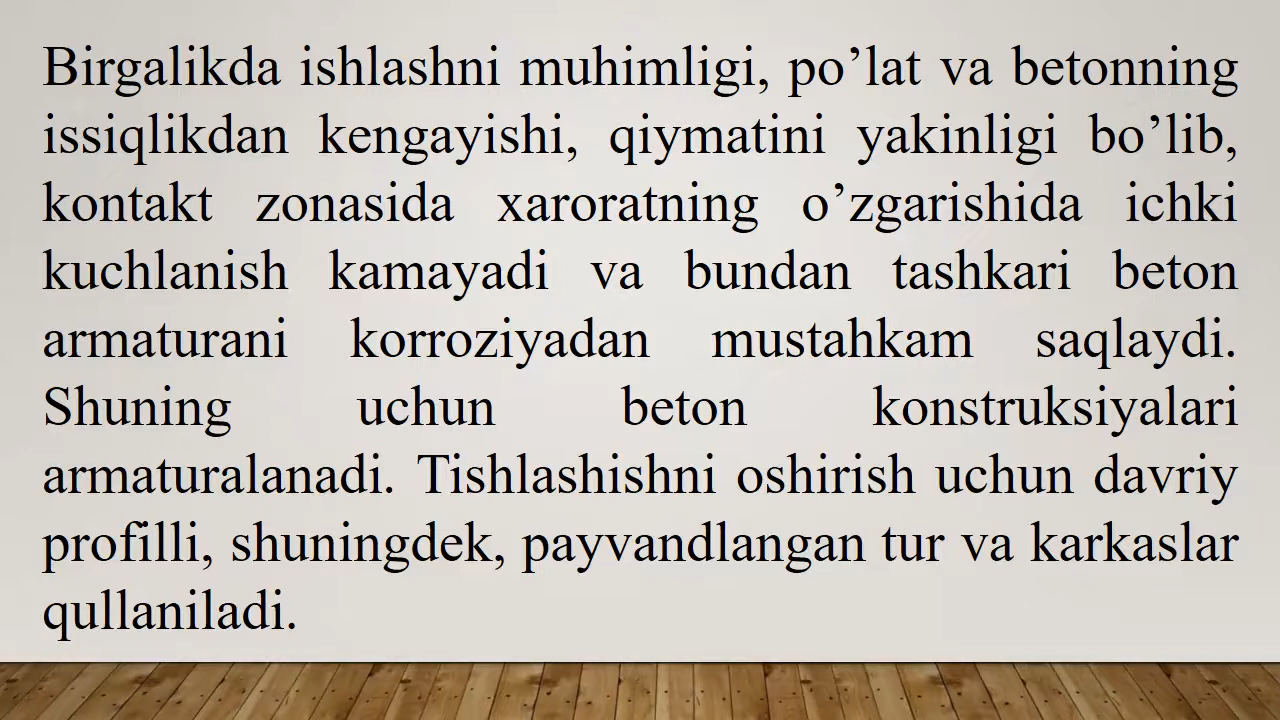 Birgalikda ishlashni muhimligi, po’lat va betonning
issiqlikdan kengayishi, qiymatini yakinligi bo’lib,
kontakt zonasida xaroratning o’zgarishida ichki
kuchlanish kamayadi va bundan tashkari beton
armaturani korroziyadan mustahkam saqlaydi.
Shuning uchun beton konstruksiyalari
armaturalanadi. Tishlashishni oshirish uchun davriy
profilli, shuningdek, payvandlangan tur va karkaslar
qullaniladi.